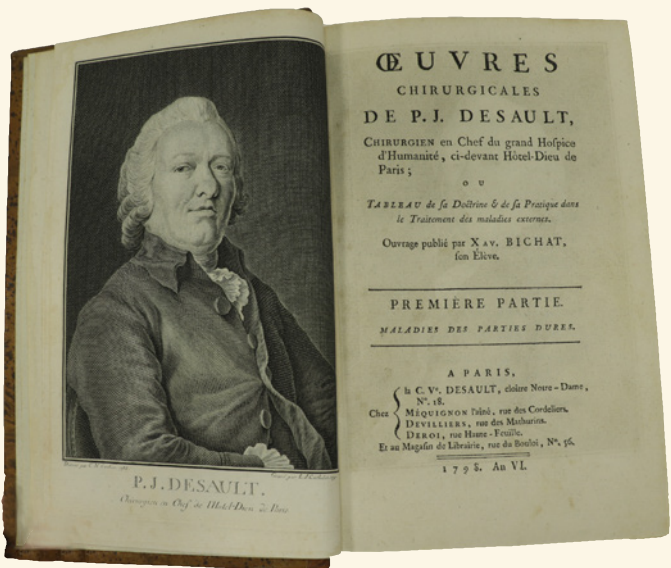 P. J. DESAULT.
Chirurgien en Chef de l'Hotel-Dieu de Paris
ŒUVRES
CHIRURGICALES
DE P. J. DESAULT,
CHIRURGIEN en Chef du grand Hoſpice
d'Humanité, ci-devant Hôtel-Dieu de
Paris;
OU
TABLEAU de ſa Doctrine & de ſa Pratique dans
le Traitement des maladies externes.
Ouvrage publié par XAV. BICHAT,
ſon Élève.
PREMIÈRE PARTIE.
MALADIES DES PARTIES DURES.
A PARIS,
la C. Ve. DESAULT, cloître Notre-Dame,
N°. 18.
Chez MÉQUIGNON l'aîné, rue des Cordeliers.
DEVILLIERS, rue des Mathurins.
DEROI, rue Haute-Feuille.
Et au Magaſin de Librairie, rue du Bouloi, N°. 56.
1798. An VI.